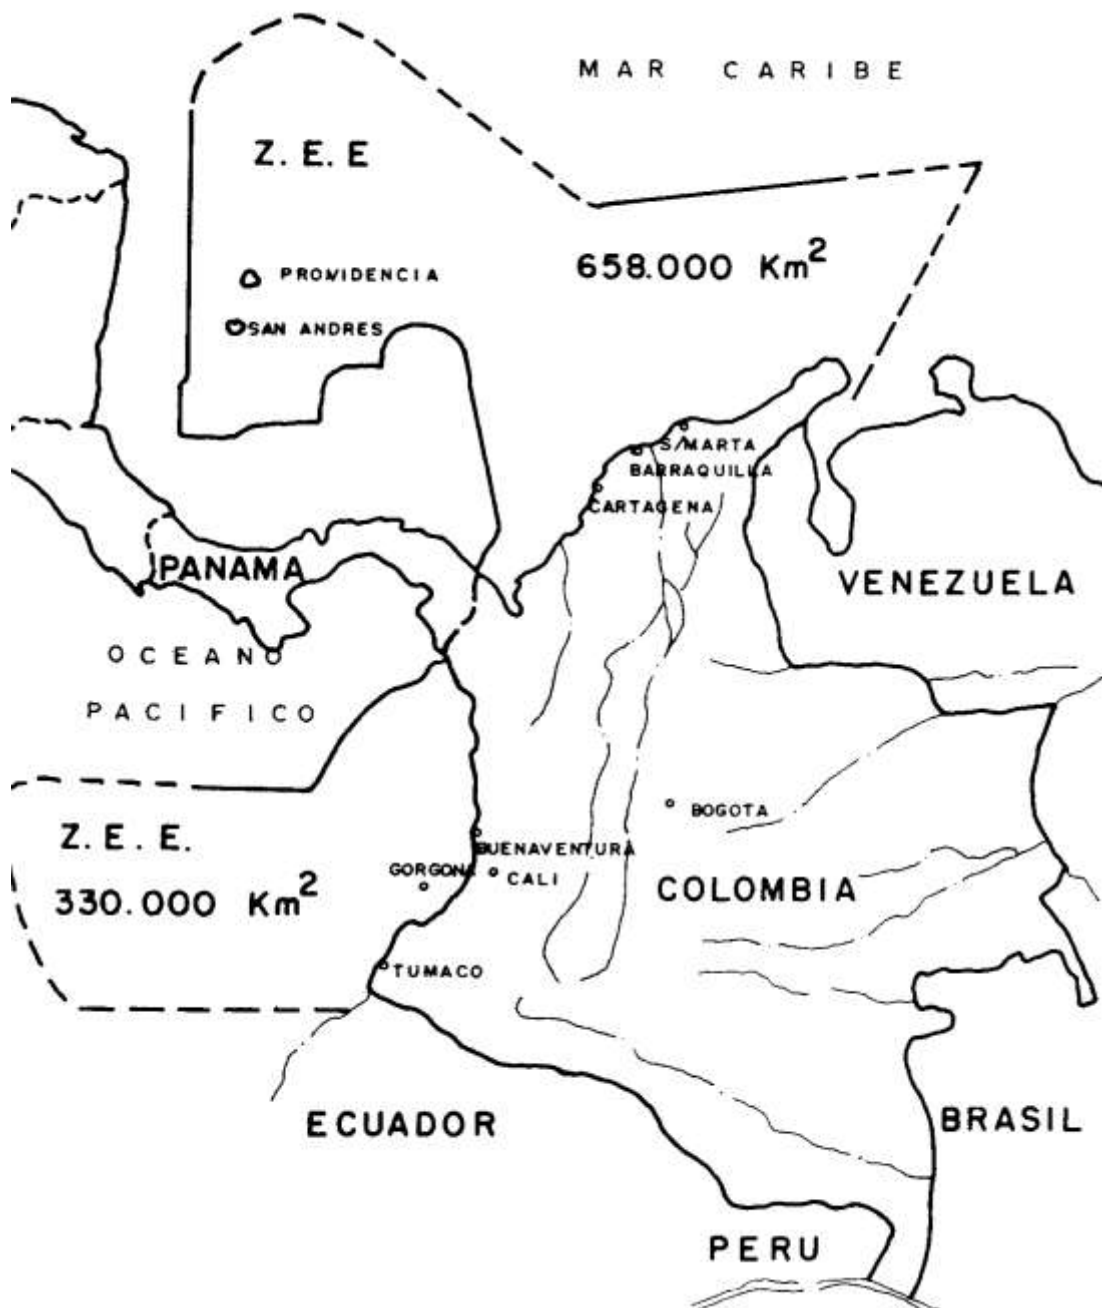 MAR CARIBE
Z. E. E
658.000 Km²
PROVIDENCIA
SAN ANDRES
S/MARTA
BARRAQUILLA
CARTAGENA
PANAMA
VENEZUELA
OCEANO
PACIFICO
BOGOTA
Z. E. E.
BUENAVENTURA
GORGONA
CALI
330.000 Km²
COLOMBIA
TUMACO
ECUADOR
BRASIL
PERU